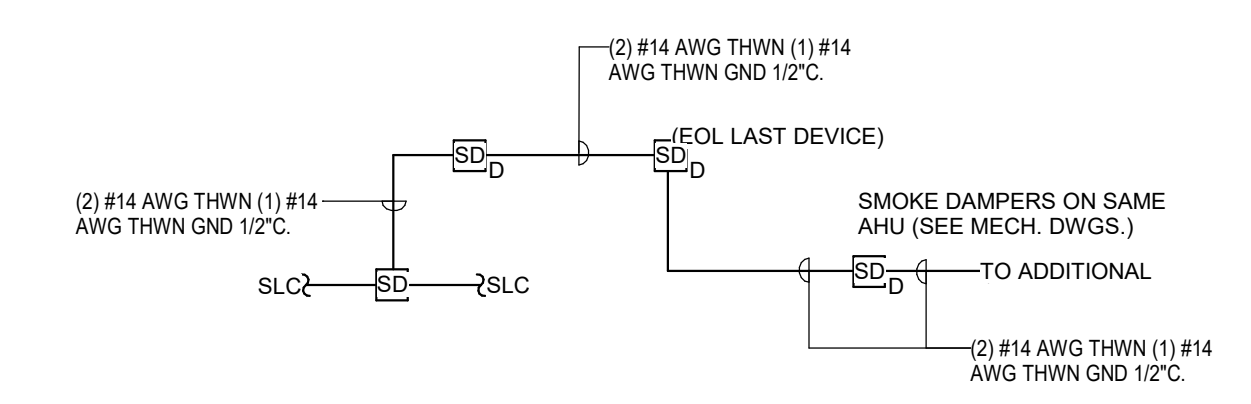 (2) #14 AWG THWN (1) #14
AWG THWN GND 1/2"C.
(EOL LAST DEVICE)
SD
D
SD
D
(2) #14 AWG THWN (1) #14
AWG THWN GND 1/2"C.
SMOKE DAMPERS ON SAME
AHU (SEE MECH. DWGS.)
SLC
SD
SLC
SD
D
TO ADDITIONAL
(2) #14 AWG THWN (1) #14
AWG THWN GND 1/2"C.